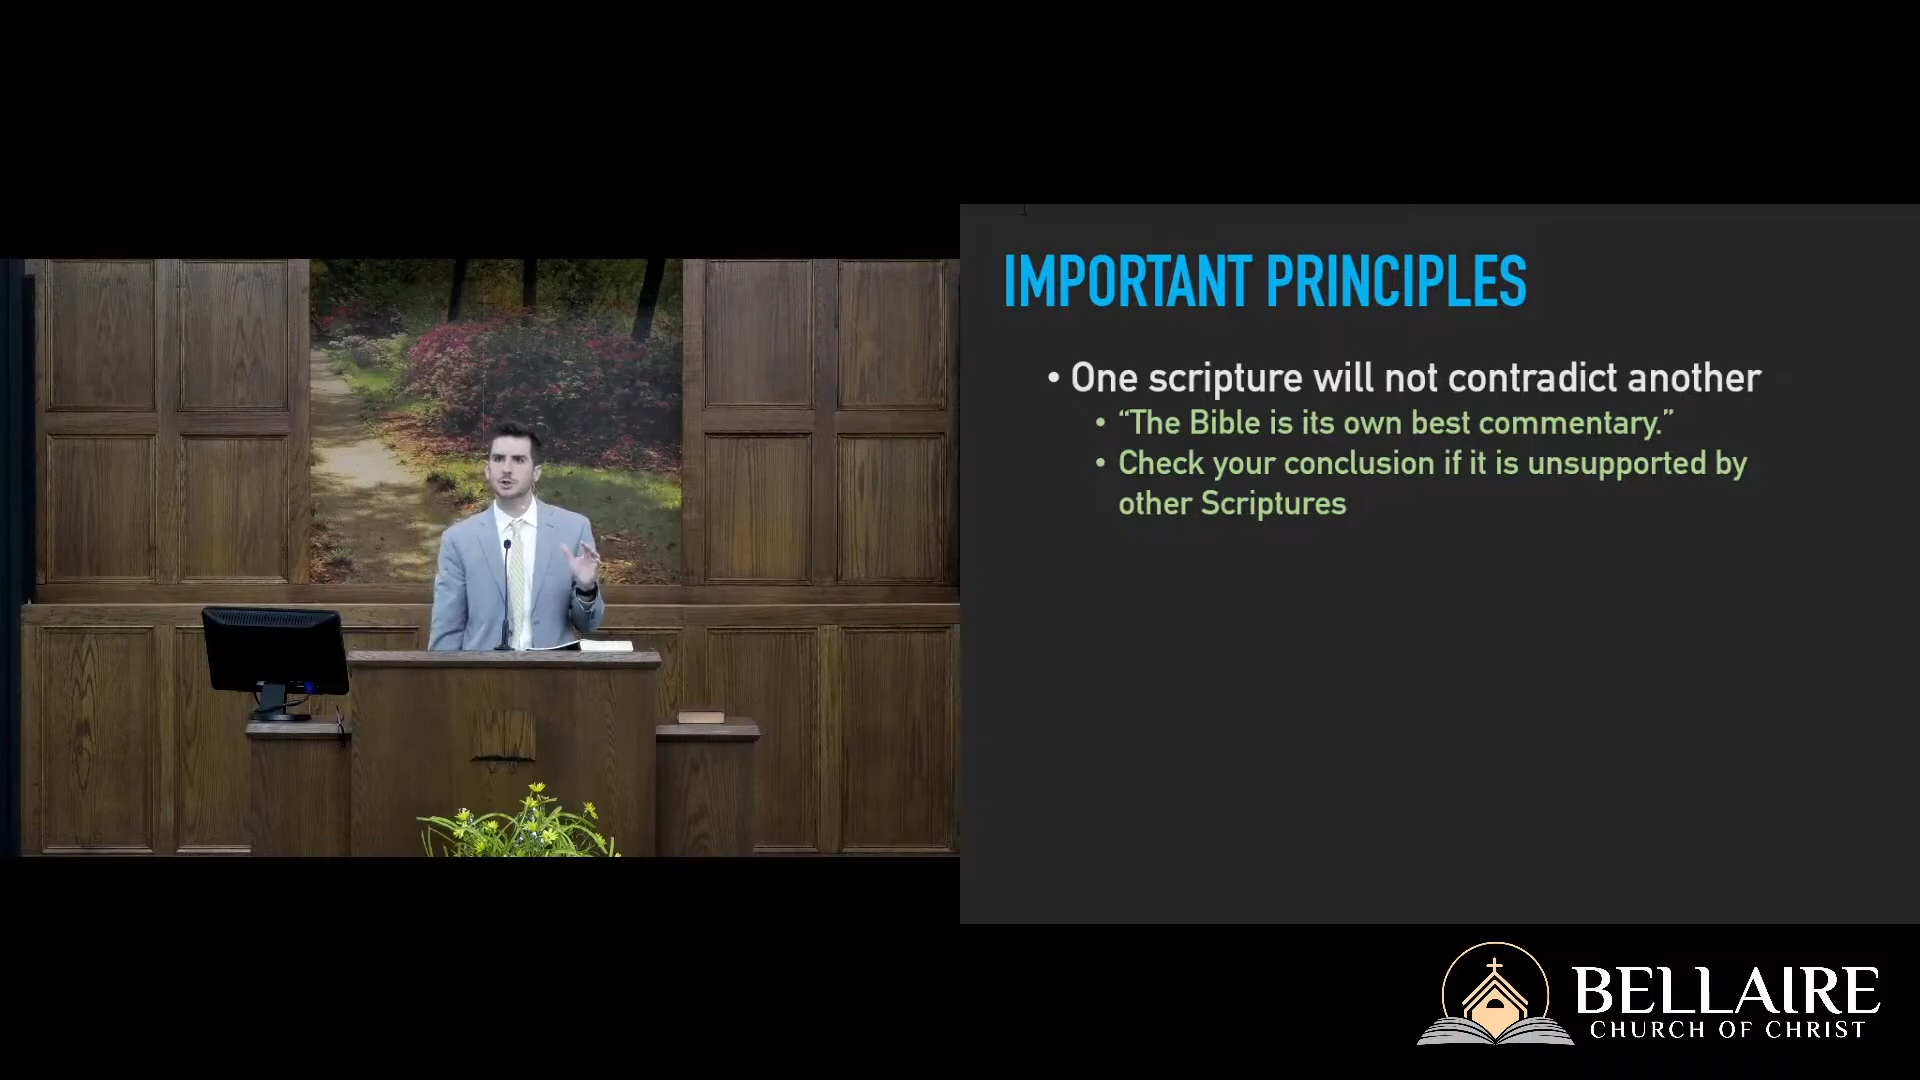 IMPORTANT PRINCIPLES
• One scripture will not contradict another
• “The Bible is its own best commentary.”
• Check your conclusion if it is unsupported by
other Scriptures
BELLAIRE
CHURCH OF CHRIST